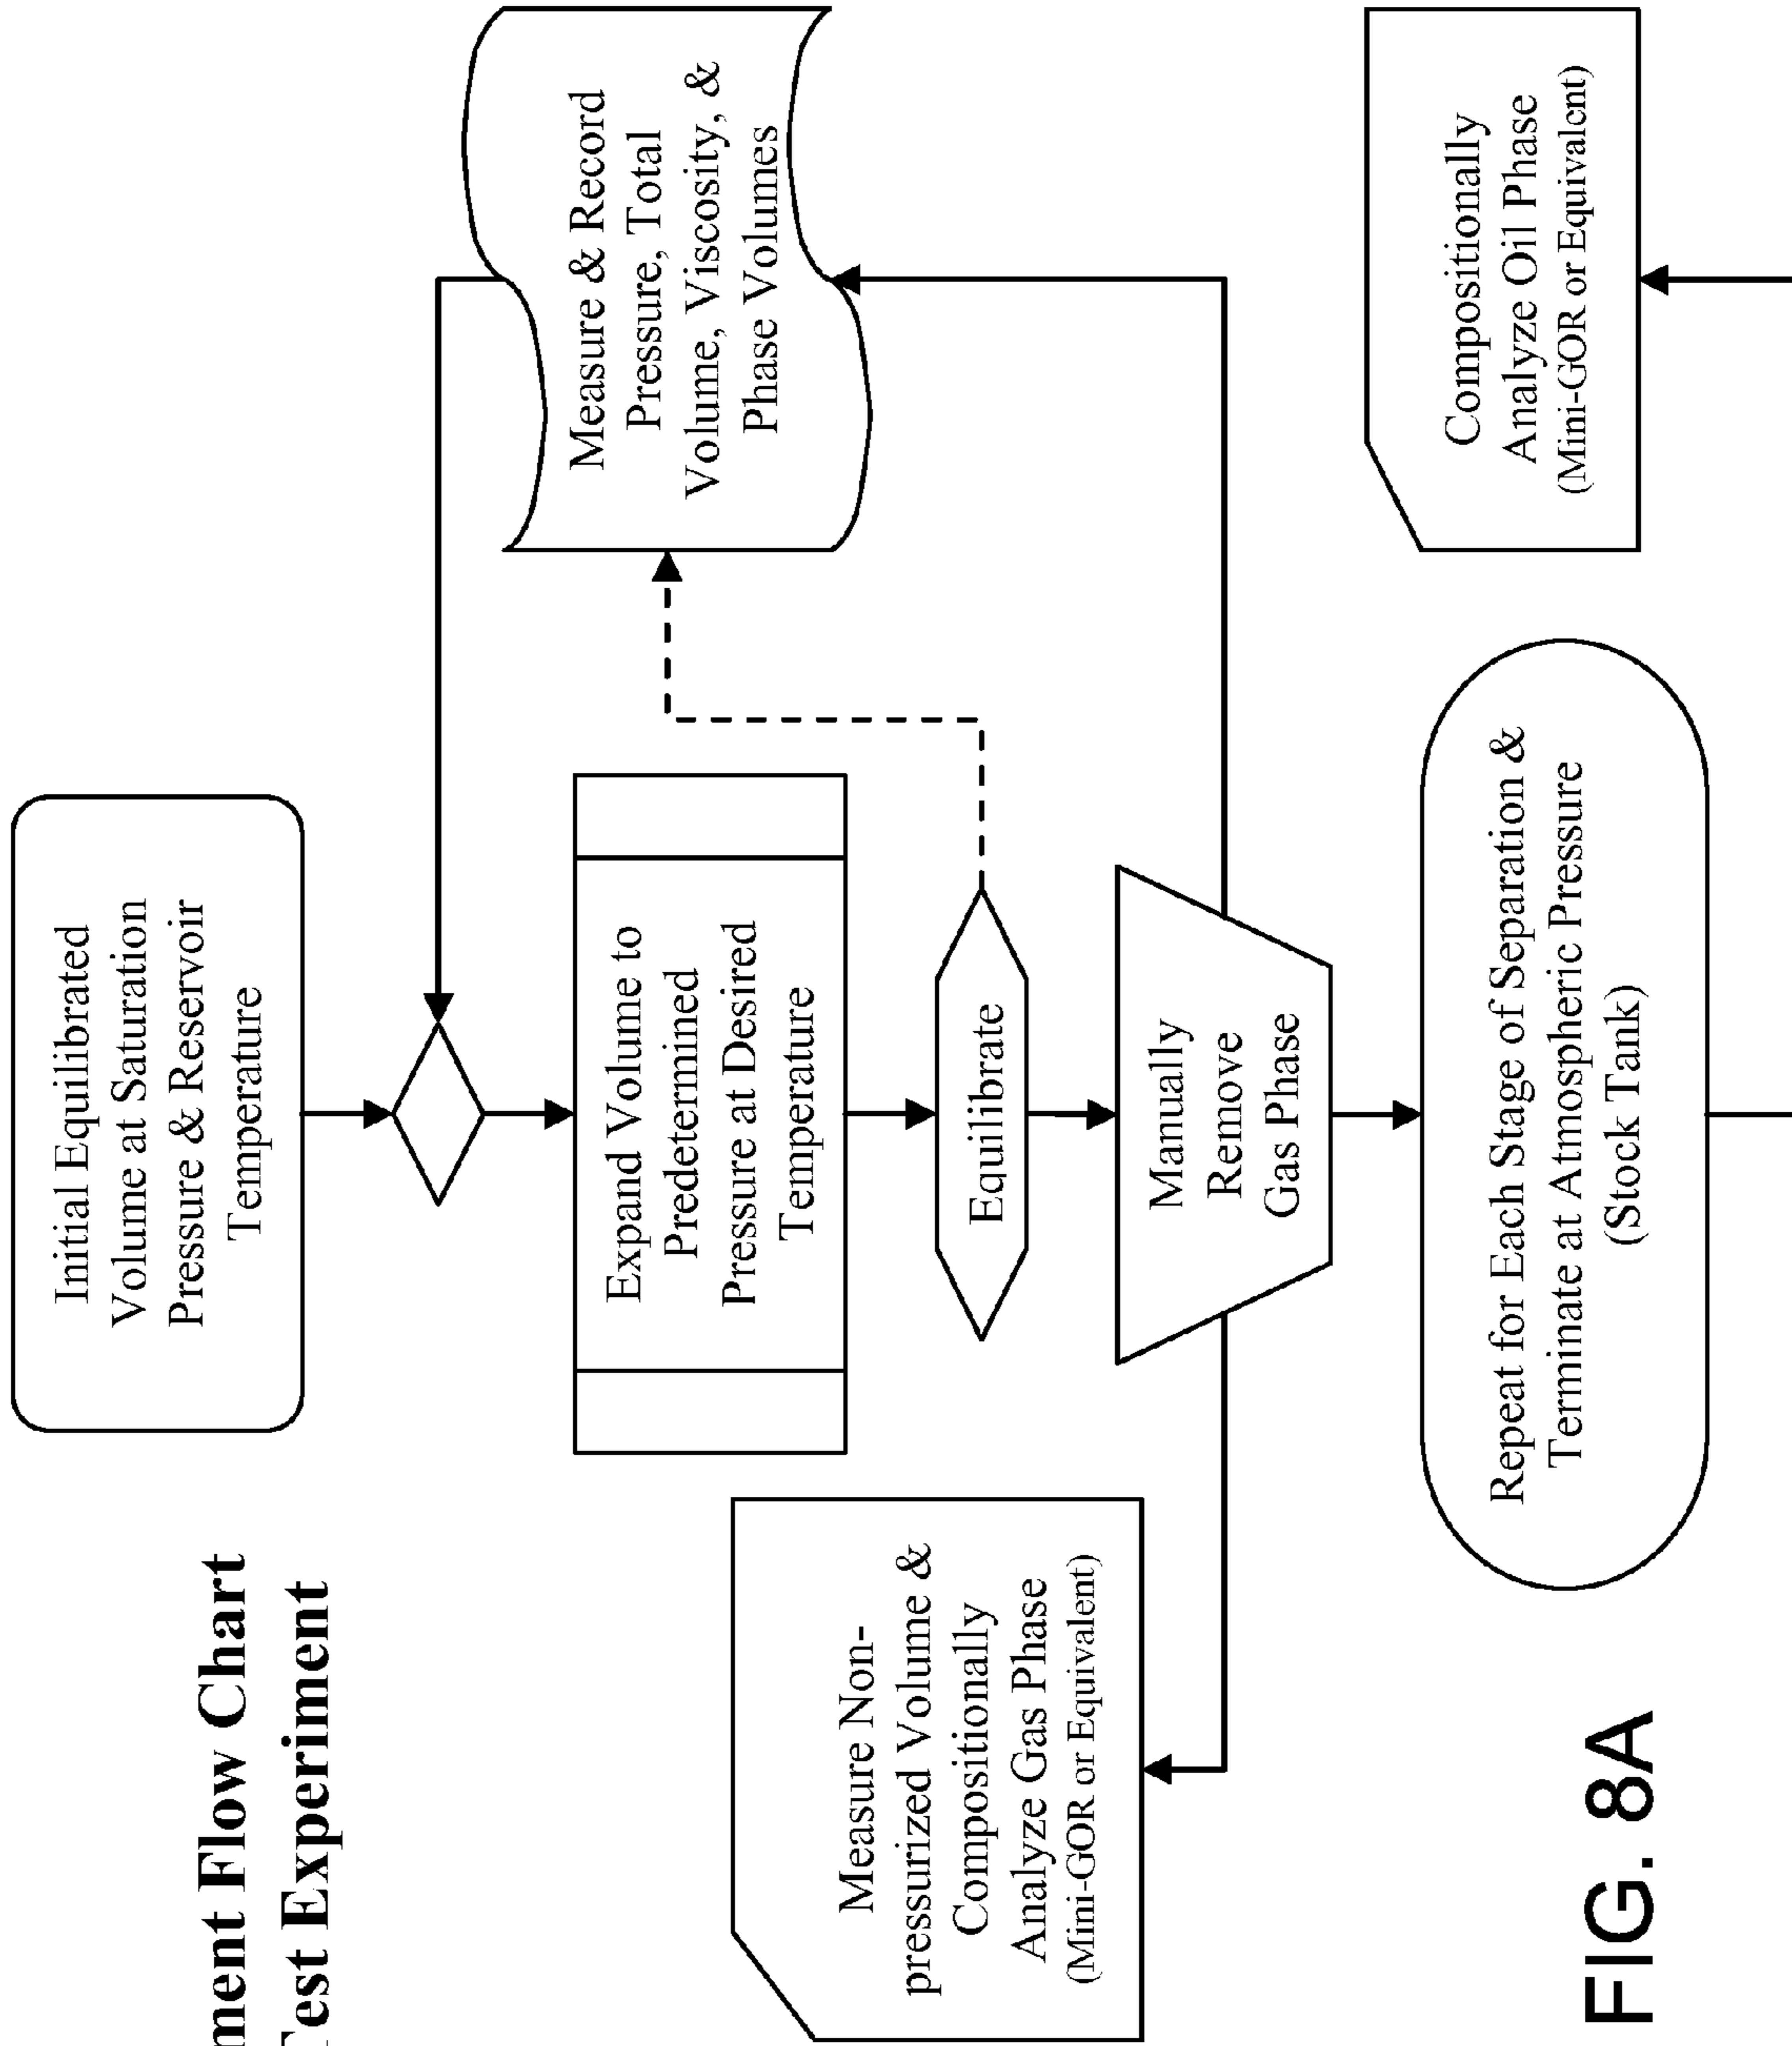 ment Flow Chart
Test Experiment
Initial Equilibrated
Volume at Saturation
Pressure & Reservoir
Temperature
Measure & Record
Pressure, Total
Volume, Viscosity, &
Phase Volumes
Expand Volume to
Predetermined
Pressure at Desired
Temperature
Equilibrate
Manually
Remove
Gas Phase
Measure Non-
pressurized Volume &
Compositionally
Analyze Gas Phase
(Mini-GOR or Equivalent)
Repeat for Each Stage of Separation &
Terminate at Atmospheric Pressure
(Stock Tank)
Compositionally
Analyze Oil Phase
(Mini-GOR or Equivalent)
FIG. 8A